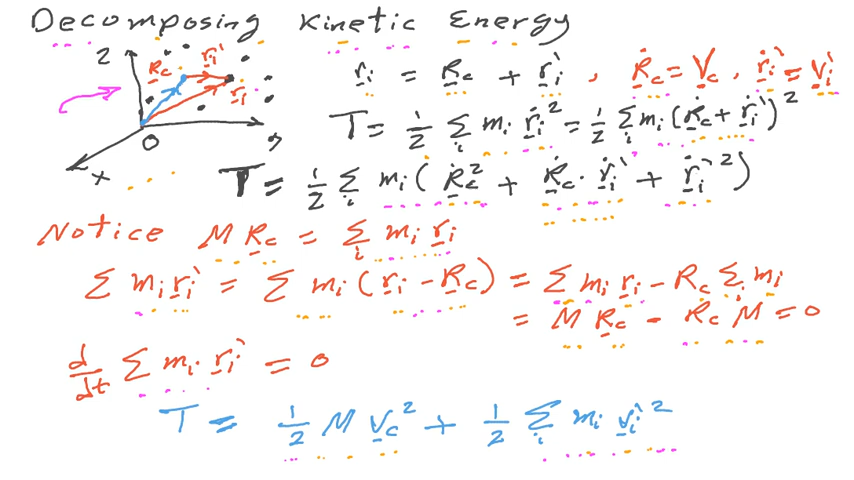 Decomposing Kinetic Energy
z Rc ri'
ri
O
y
x
ri = Rc + ri' , Ṙc = Vc , ṙi' = Vi'
T = 1/2 Σi mi ṙi² = 1/2 Σi mi (Ṙc + ṙi')²
T = 1/2 Σi mi (Ṙc² + Ṙc · ṙi' + ṙi'²)
Notice M Rc = Σi mi ri
Σ mi ri' = Σ mi (ri - Rc) = Σ mi ri - Rc Σi mi
= M Rc - Rc M = 0
d/dt Σ mi ri' = 0
T = 1/2 M Vc² + 1/2 Σi mi vi'²